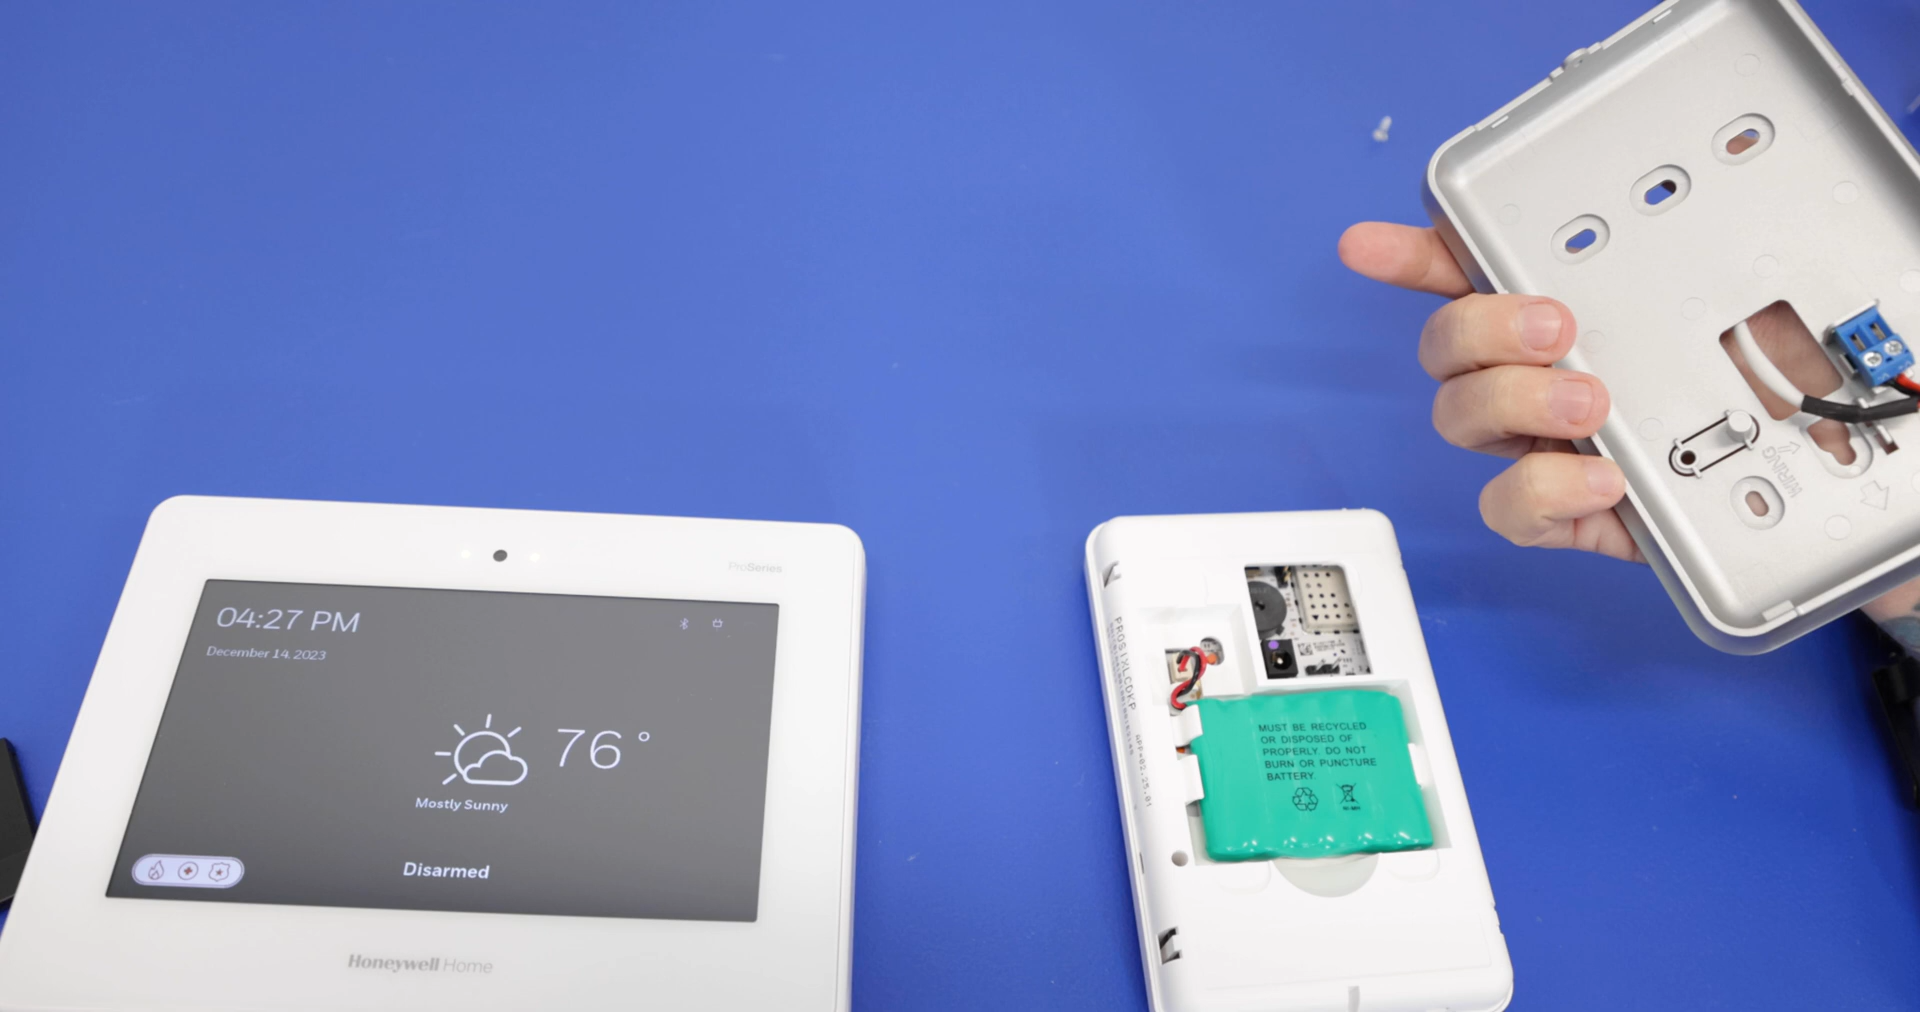 ProSeries
04:27 PM
December 14, 2023
76°
Mostly Sunny
Disarmed
Honeywell Home
PROSIXLCDKP
MUST BE RECYCLED
OR DISPOSED OF
PROPERLY. DO NOT
BURN OR PUNCTURE
BATTERY.
WIRING